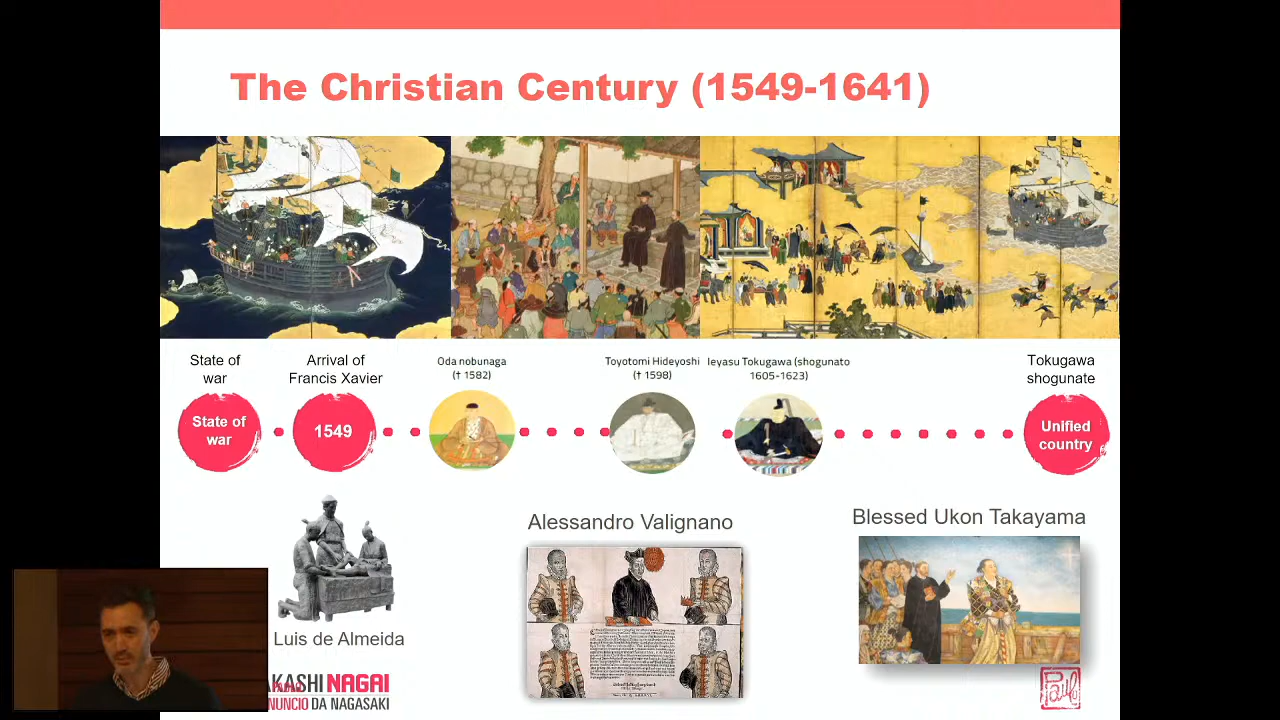 The Christian Century (1549-1641)
State of
war
Arrival of
Francis Xavier
Oda nobunaga
(† 1582)
Toyotomi Hideyoshi
(† 1598)
Ieyasu Tokugawa (shogunato
1605-1623)
Tokugawa
shogunate
State of
war
1549
Unified
country
Luis de Almeida
Alessandro Valignano
Blessed Ukon Takayama
AKASHI NAGAI
NUNCIO DA NAGASAKI
Paul